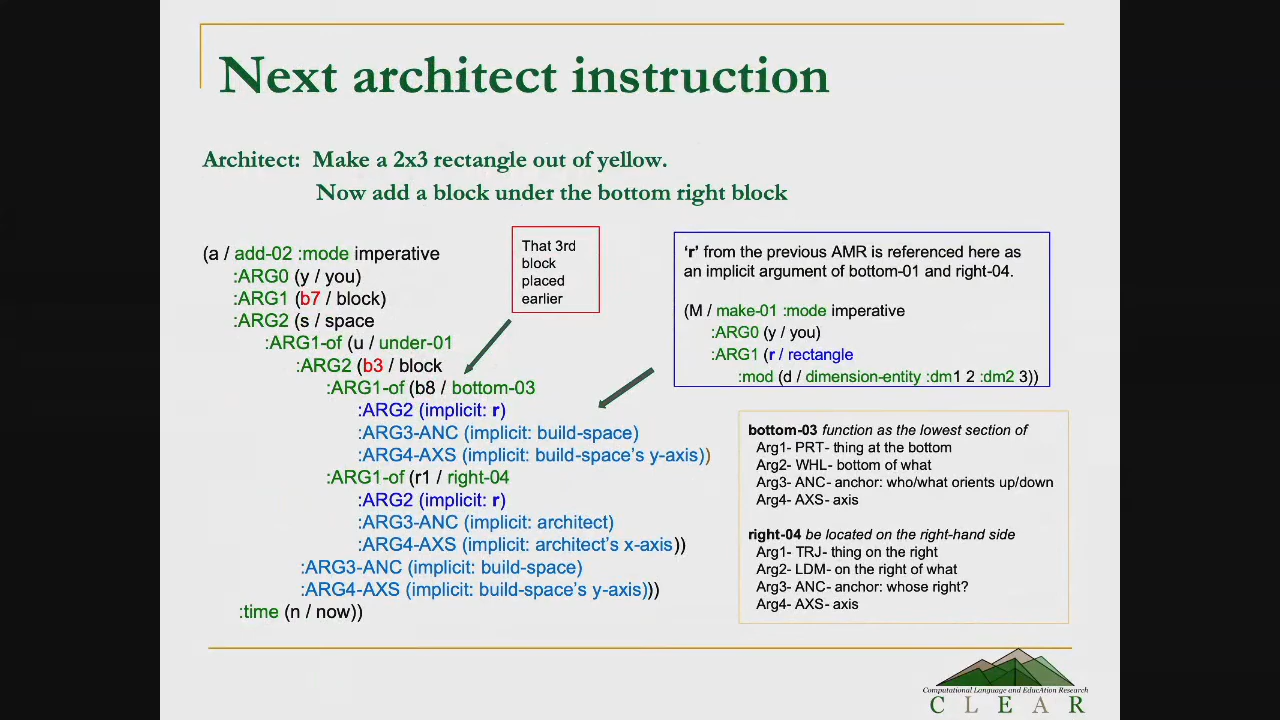 Next architect instruction
Architect: Make a 2x3 rectangle out of yellow.
Now add a block under the bottom right block
(a / add-02 :mode imperative
:ARG0 (y / you)
:ARG1 (b7 / block)
:ARG2 (s / space
:ARG1-of (u / under-01
:ARG2 (b3 / block
:ARG1-of (b8 / bottom-03
:ARG2 (implicit: r)
:ARG3-ANC (implicit: build-space)
:ARG4-AXS (implicit: build-space's y-axis))
:ARG1-of (r1 / right-04
:ARG2 (implicit: r)
:ARG3-ANC (implicit: architect)
:ARG4-AXS (implicit: architect's x-axis))
:ARG3-ANC (implicit: build-space)
:ARG4-AXS (implicit: build-space's y-axis)))
:time (n / now))
That 3rd
block
placed
earlier
'r' from the previous AMR is referenced here as
an implicit argument of bottom-01 and right-04.
(M / make-01 :mode imperative
:ARG0 (y / you)
:ARG1 (r / rectangle
:mod (d / dimension-entity :dm1 2 :dm2 3))
bottom-03 function as the lowest section of
Arg1- PRT- thing at the bottom
Arg2- WHL- bottom of what
Arg3- ANC- anchor: who/what orients up/down
Arg4- AXS- axis
right-04 be located on the right-hand side
Arg1- TRJ- thing on the right
Arg2- LDM- on the right of what
Arg3- ANC- anchor: whose right?
Arg4- AXS- axis
Computational Language and EducAtion Research
C L E A R